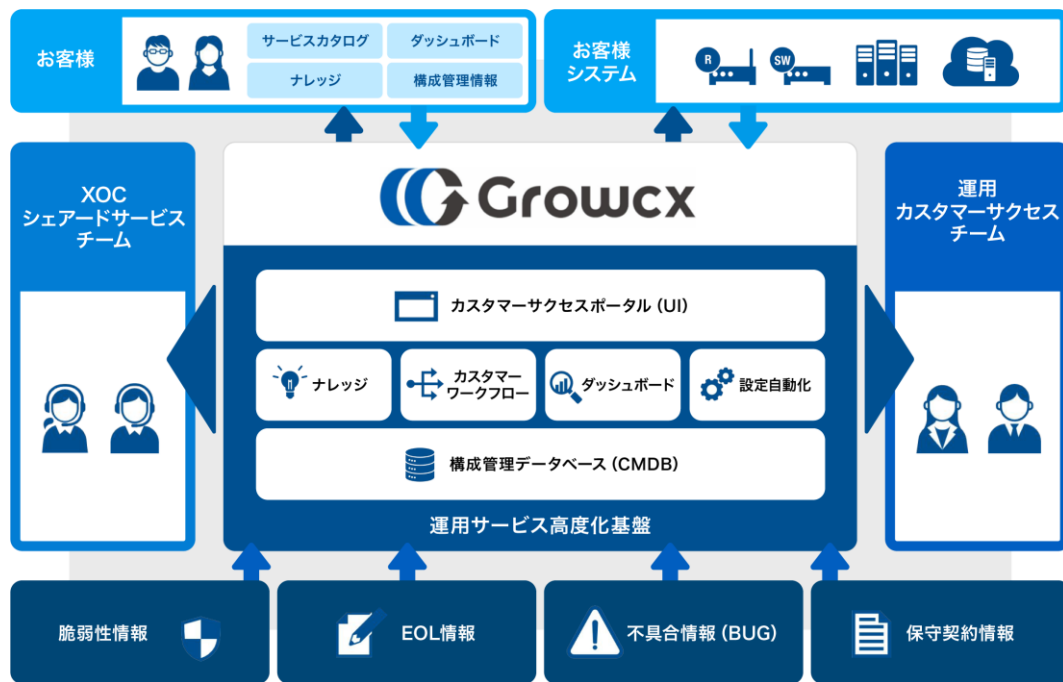 お客様
サービスカタログ
ダッシュボード
ナレッジ
構成管理情報
お客様
システム
R
SW
XOC
シェアードサービス
チーム
Growcx
運用
カスタマーサクセス
チーム
カスタマーサクセスポータル（UI）
ナレッジ
カスタマー
ワークフロー
ダッシュボード
設定自動化
構成管理データベース（CMDB）
運用サービス高度化基盤
脆弱性情報
EOL情報
不具合情報（BUG）
保守契約情報